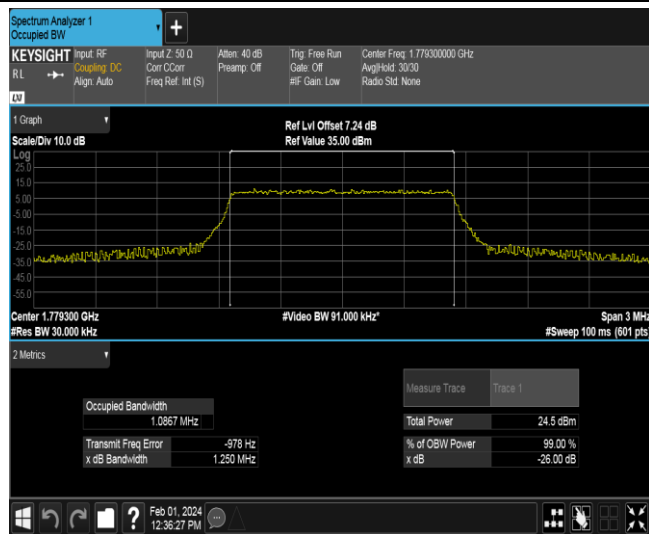 Spectrum Analyzer 1
Occupied BW
+
KEYSIGHT Input: RF Input Z: 50 Ω Atten: 40 dB Trig: Free Run Center Freq: 1.779300000 GHz
RL Coupling: DC Corr CCorr Preamp: Off Gate: Off Avg|Hold: 30/30
Align: Auto Freq Ref: Int (S) #IF Gain: Low Radio Std: None
LXI
1 Graph Ref Lvl Offset 7.24 dB
Scale/Div 10.0 dB Ref Value 35.00 dBm
Log
25.0
15.0
5.00
-5.00
-15.0
-25.0
-35.0
-45.0
-55.0
Center 1.779300 GHz #Video BW 91.000 kHz* Span 3 MHz
#Res BW 30.000 kHz #Sweep 100 ms (601 pts)
2 Metrics
Measure Trace Trace 1
Occupied Bandwidth
1.0867 MHz Total Power 24.5 dBm
Transmit Freq Error -978 Hz % of OBW Power 99.00 %
x dB Bandwidth 1.250 MHz x dB -26.00 dB
? Feb 01, 2024
12:36:27 PM